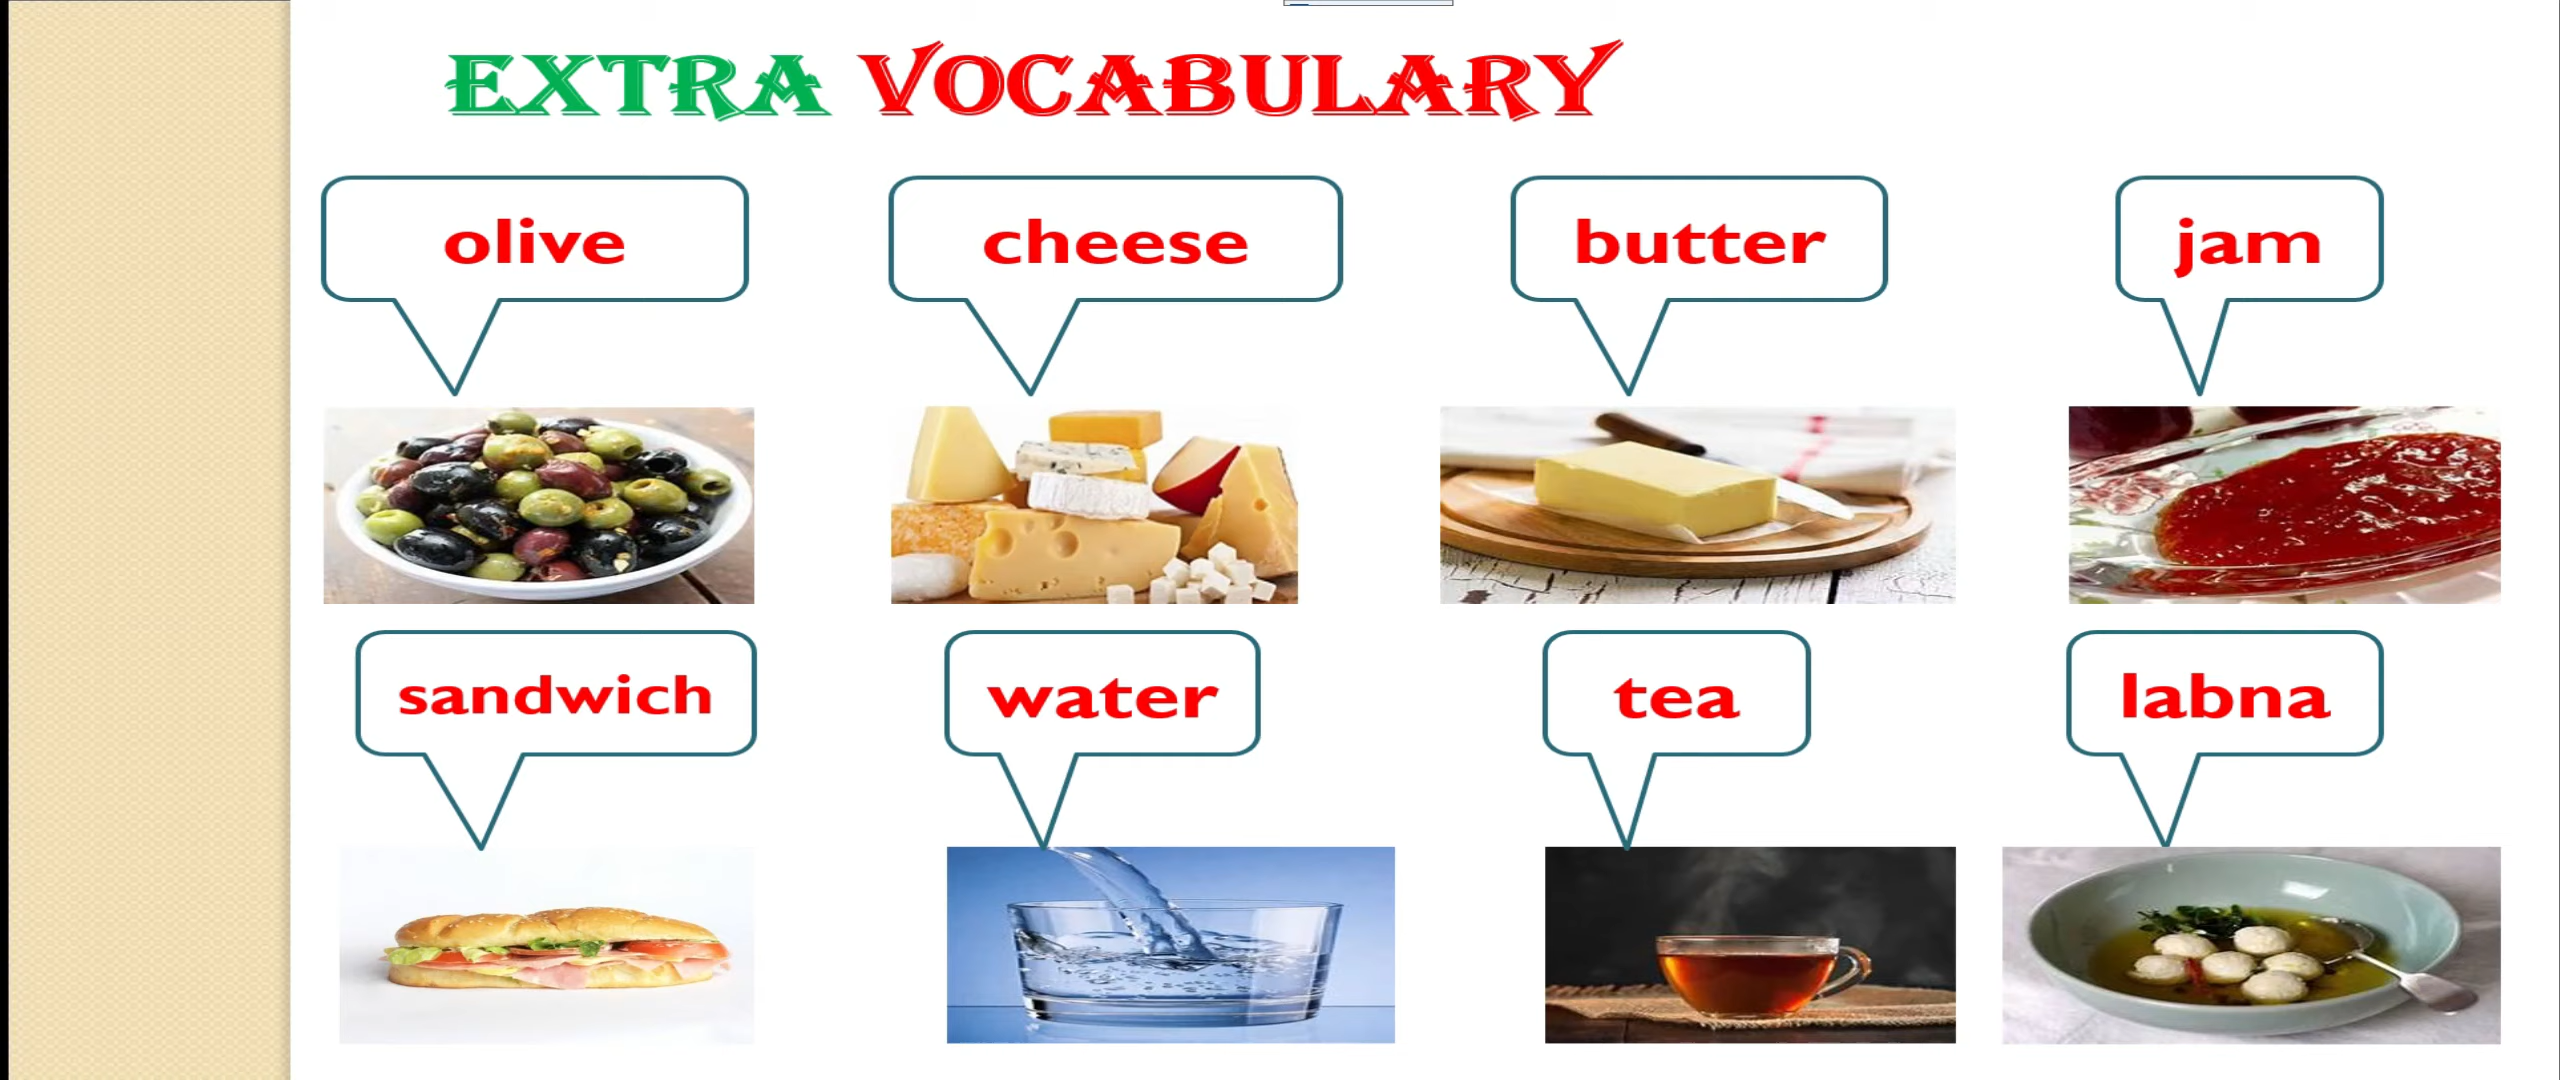 EXTRA VOCABULARY
olive
cheese
butter
jam
sandwich
water
tea
labna